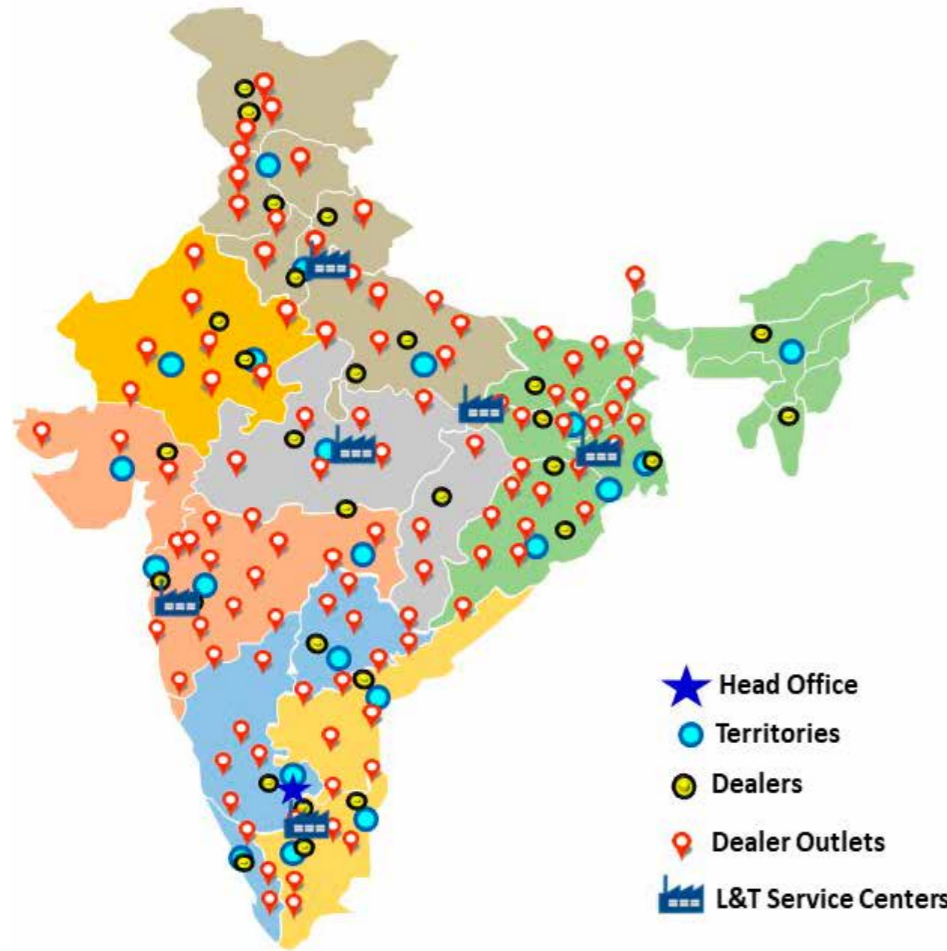 Head Office
Territories
Dealers
Dealer Outlets
L&T Service Centers